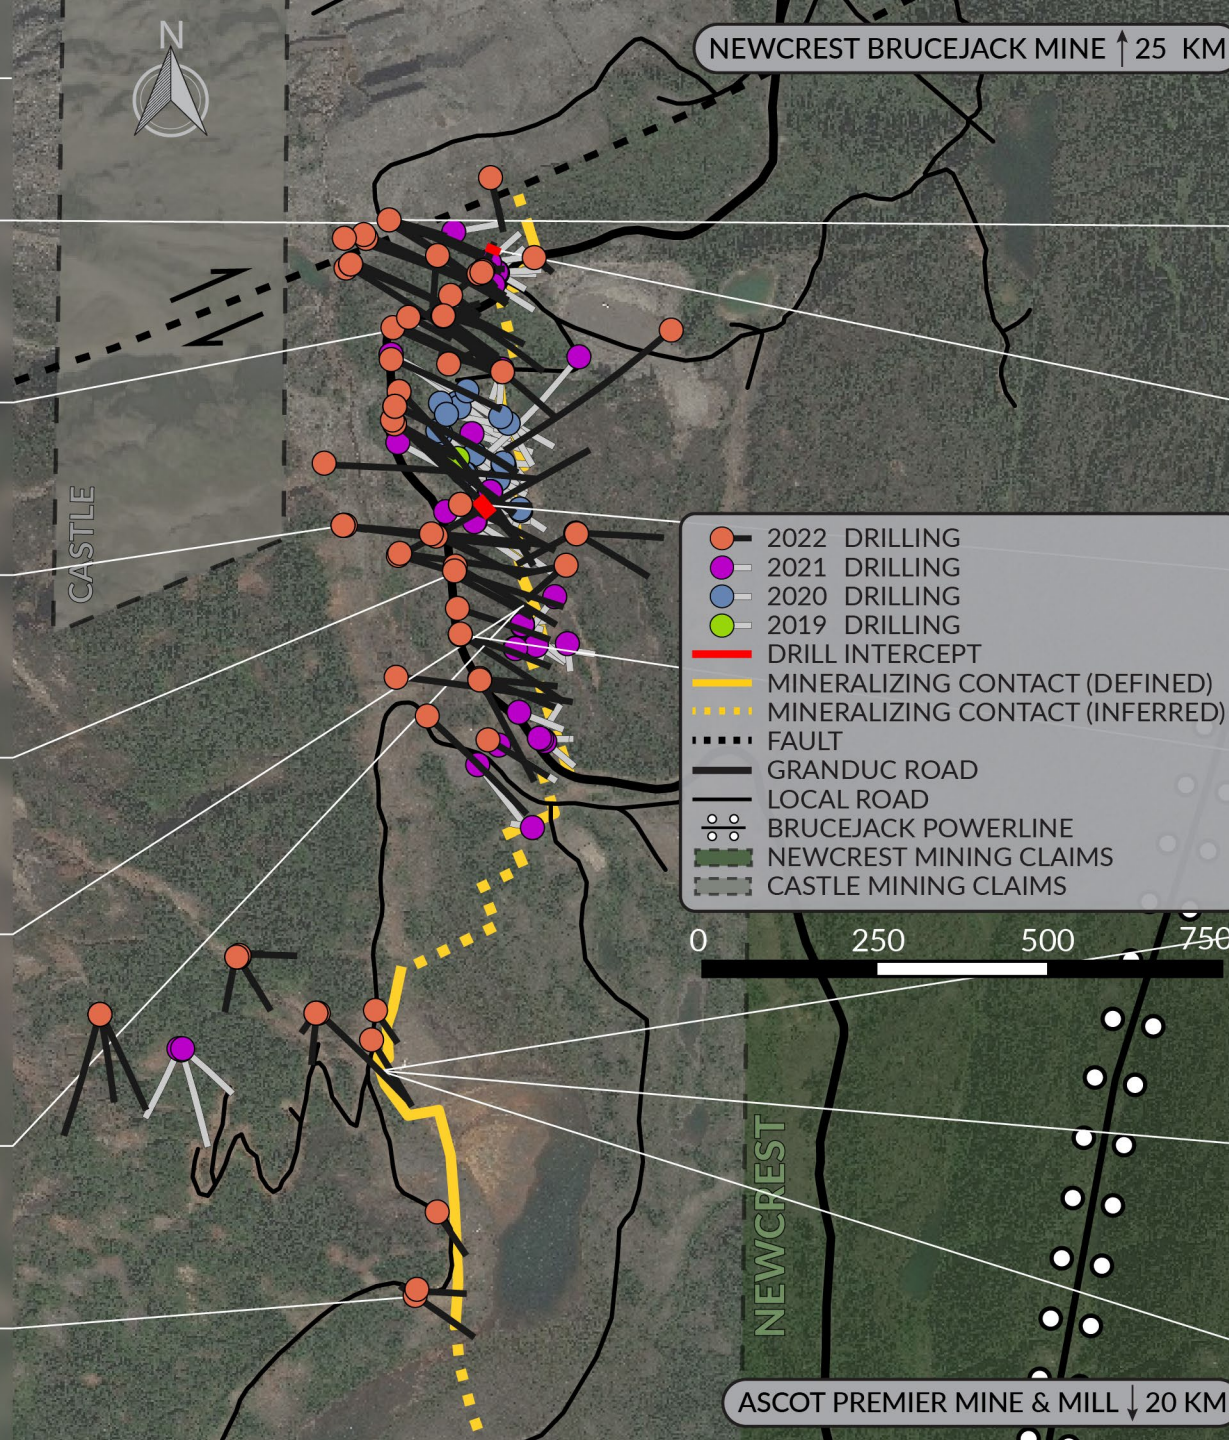 N
NEWCREST BRUCEJACK MINE ↑ 25 KM
CASTLE
2022 DRILLING
2021 DRILLING
2020 DRILLING
2019 DRILLING
DRILL INTERCEPT
MINERALIZING CONTACT (DEFINED)
MINERALIZING CONTACT (INFERRED)
FAULT
GRANDUC ROAD
LOCAL ROAD
BRUCEJACK POWERLINE
NEWCREST MINING CLAIMS
CASTLE MINING CLAIMS
0 250 500 750
NEWCREST
ASCOT PREMIER MINE & MILL ↓ 20 KM